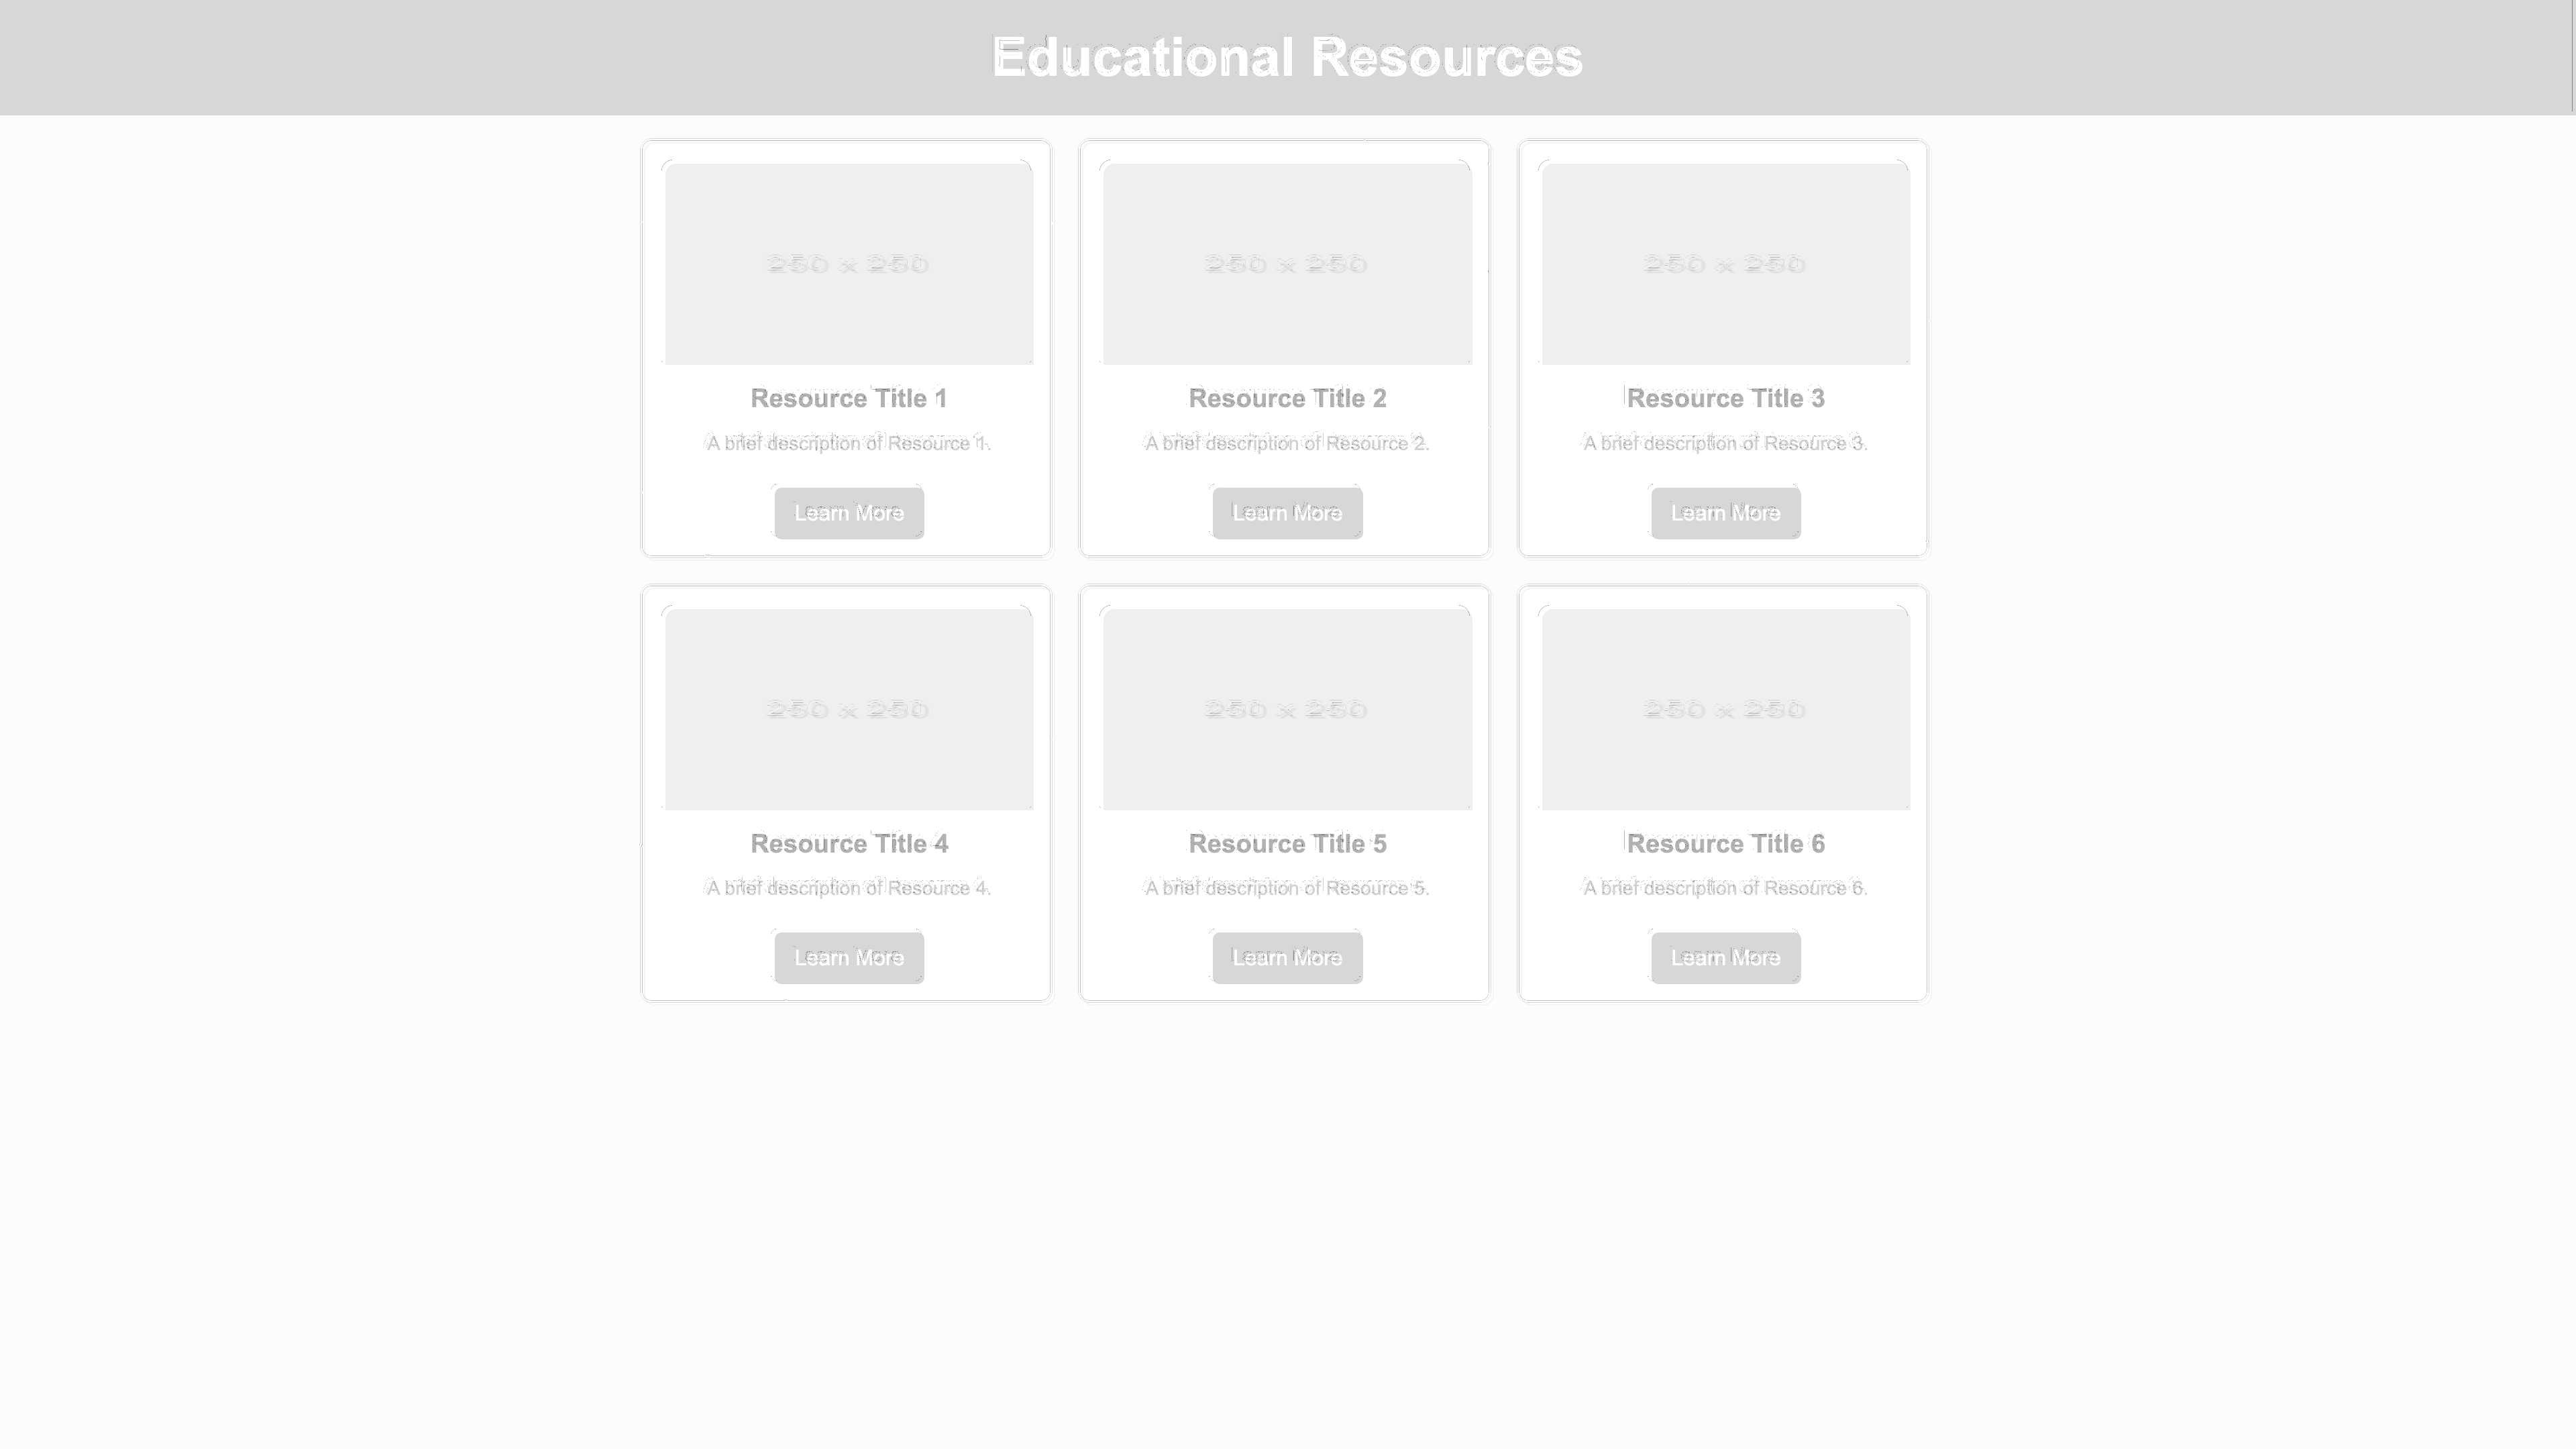 Educational Resources
250 × 250
250 × 250
250 × 250
Resource Title 1
Resource Title 2
Resource Title 3
A brief description of Resource 1.
A brief description of Resource 2.
A brief description of Resource 3.
Learn More
Learn More
Learn More
250 × 250
250 × 250
250 × 250
Resource Title 4
Resource Title 5
Resource Title 6
A brief description of Resource 4.
A brief description of Resource 5.
A brief description of Resource 6.
Learn More
Learn More
Learn More